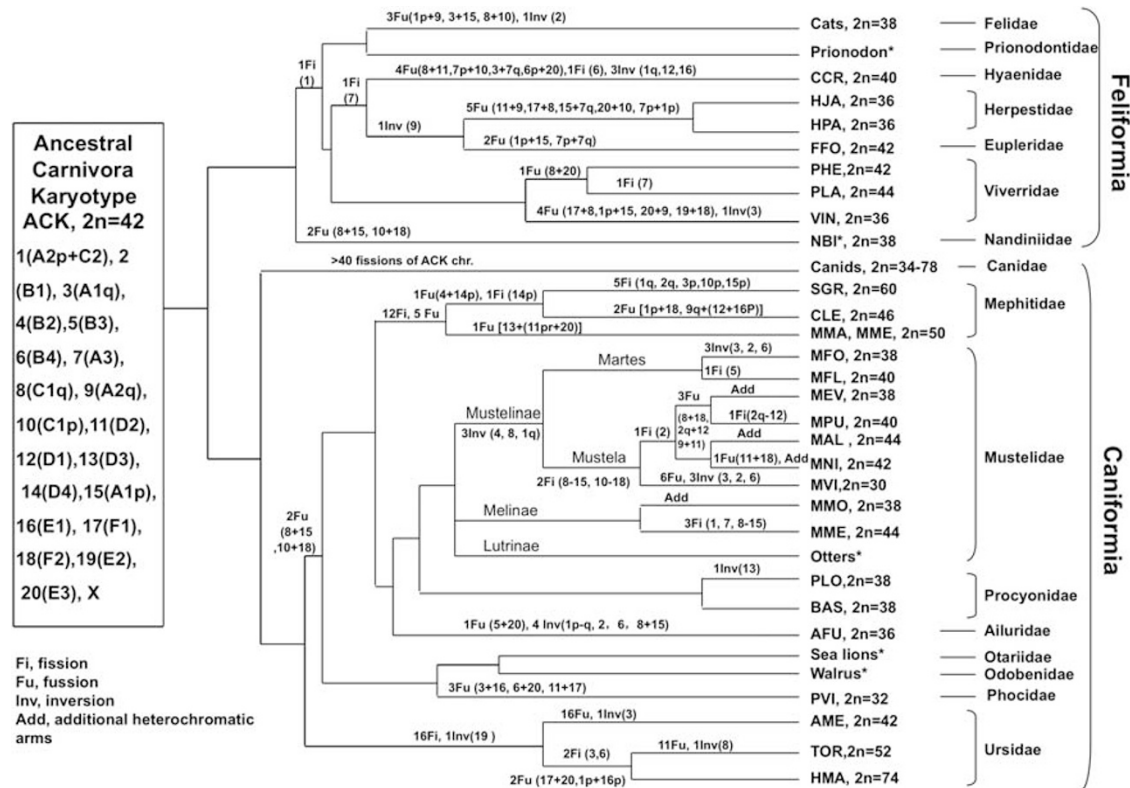 Ancestral
Carnivora
Karyotype
ACK, 2n=42
1(A2p+C2), 2
(B1), 3(A1q),
4(B2),5(B3),
6(B4), 7(A3),
8(C1q), 9(A2q),
10(C1p),11(D2),
12(D1),13(D3),
14(D4),15(A1p),
16(E1), 17(F1),
18(F2),19(E2),
20(E3), X
Fi, fission
Fu, fussion
Inv, inversion
Add, additional heterochromatic
arms
3Fu(1p+9, 3+15, 8+10), 1Inv (2)
Cats, 2n=38
Felidae
Prionodon*
Prionodontidae
1Fi
(1)
4Fu(8+11,7p+10,3+7q,6p+20),1Fi (6), 3Inv (1q,12,16)
CCR, 2n=40
Hyaenidae
1Fi
(7)
5Fu (11+9,17+8,15+7q,20+10, 7p+1p)
HJA, 2n=36
HPA, 2n=36
Herpestidae
1Inv (9)
2Fu (1p+15, 7p+7q)
FFO, 2n=42
Eupleridae
1Fu (8+20)
PHE,2n=42
1Fi (7)
PLA, 2n=44
Viverridae
4Fu (17+8,1p+15, 20+9, 19+18), 1Inv(3)
VIN, 2n=36
2Fu (8+15, 10+18)
NBI*, 2n=38
Nandiniidae
Feliformia
>40 fissions of ACK chr.
Canids, 2n=34-78
Canidae
5Fi (1q, 2q, 3p,10p,15p)
SGR, 2n=60
1Fu(4+14p), 1Fi (14p)
Mephitidae
12Fi, 5 Fu
2Fu [1p+18, 9q+(12+16P)]
CLE, 2n=46
1Fu [13+(11pr+20)]
MMA, MME, 2n=50
3Inv(3, 2, 6)
MFO, 2n=38
Martes
1Fi (5)
MFL, 2n=40
3Fu
(8+18,
2q+12
9+11)
Add
MEV, 2n=38
Mustelinae
3Inv (4, 8, 1q)
1Fi(2q-12)
MPU, 2n=40
1Fi (2)
Add
MAL , 2n=44
Mustela
1Fu(11+18), Add
MNI, 2n=42
Mustelidae
2Fi (8-15, 10-18)
6Fu, 3Inv (3, 2, 6)
MVI,2n=30
Add
MMO, 2n=38
Melinae
3Fi (1, 7, 8-15)
MME, 2n=44
Lutrinae
Otters*
2Fu
(8+15
,10+18)
1Inv(13)
PLO,2n=38
BAS, 2n=38
Procyonidae
1Fu (5+20), 4 Inv(1p-q, 2, 6, 8+15)
AFU, 2n=36
Ailuridae
Sea lions*
Otariidae
Walrus*
Odobenidae
3Fu (3+16, 6+20, 11+17)
PVI, 2n=32
Phocidae
16Fu, 1Inv(3)
AME, 2n=42
16Fi, 1Inv(19 )
2Fi (3,6)
11Fu, 1Inv(8)
TOR,2n=52
Ursidae
2Fu (17+20,1p+16p)
HMA, 2n=74
Caniformia